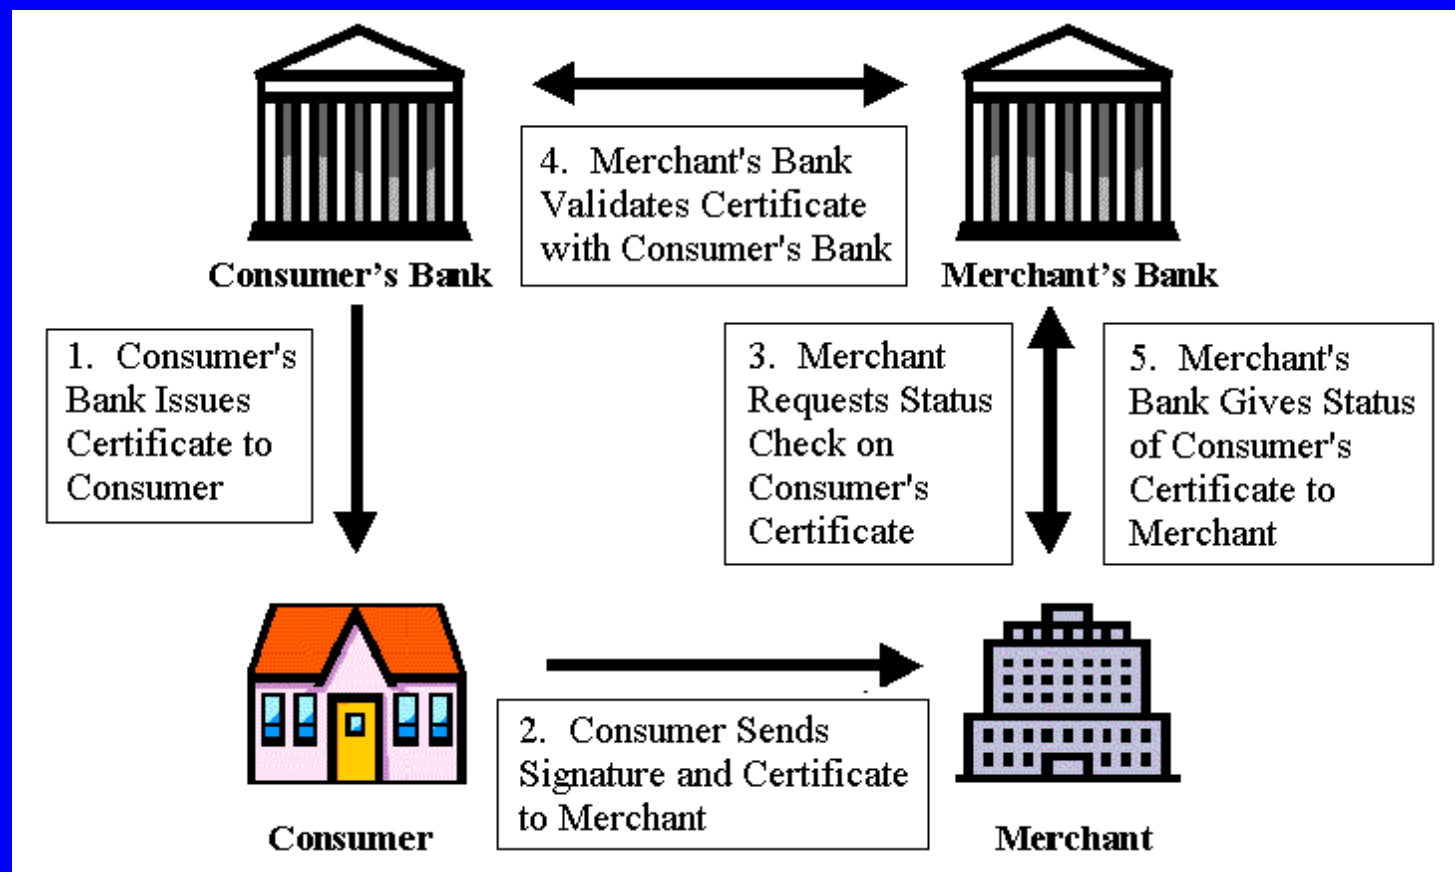 4. Merchant's Bank
Validates Certificate
with Consumer's Bank
Consumer’s Bank
Merchant’s Bank
1. Consumer's
Bank Issues
Certificate to
Consumer
3. Merchant
Requests Status
Check on
Consumer's
Certificate
5. Merchant's
Bank Gives Status
of Consumer's
Certificate to
Merchant
2. Consumer Sends
Signature and Certificate
to Merchant
Consumer
Merchant